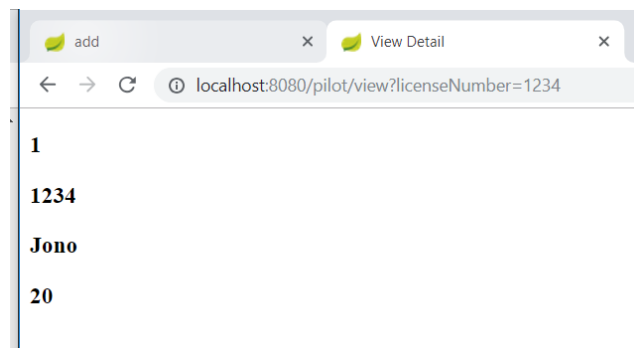 add
View Detail
localhost:8080/pilot/view?licenseNumber=1234
1
1234
Jono
20